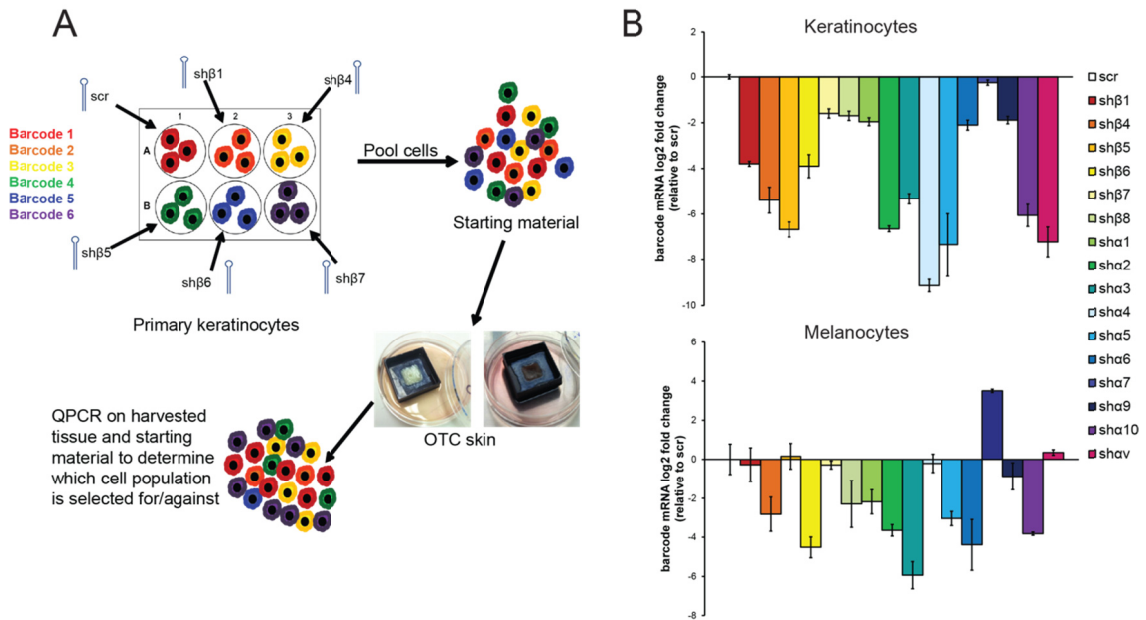 A
scr
shβ1
shβ4
Barcode 1
Barcode 2
Barcode 3
Barcode 4
Barcode 5
Barcode 6
1
2
3
A
B
shβ5
shβ6
shβ7
Primary keratinocytes
Pool cells
Starting material
OTC skin
QPCR on harvested
tissue and starting
material to determine
which cell population
is selected for/against
B
Keratinocytes
barcode mRNA log2 fold change
(relative to scr)
2
0
-2
-4
-6
-8
-10
Melanocytes
barcode mRNA log2 fold change
(relative to scr)
6
4
2
0
-2
-4
-6
-8
scr
shβ1
shβ4
shβ5
shβ6
shβ7
shβ8
shα1
shα2
shα3
shα4
shα5
shα6
shα7
shα9
shα10
shαv